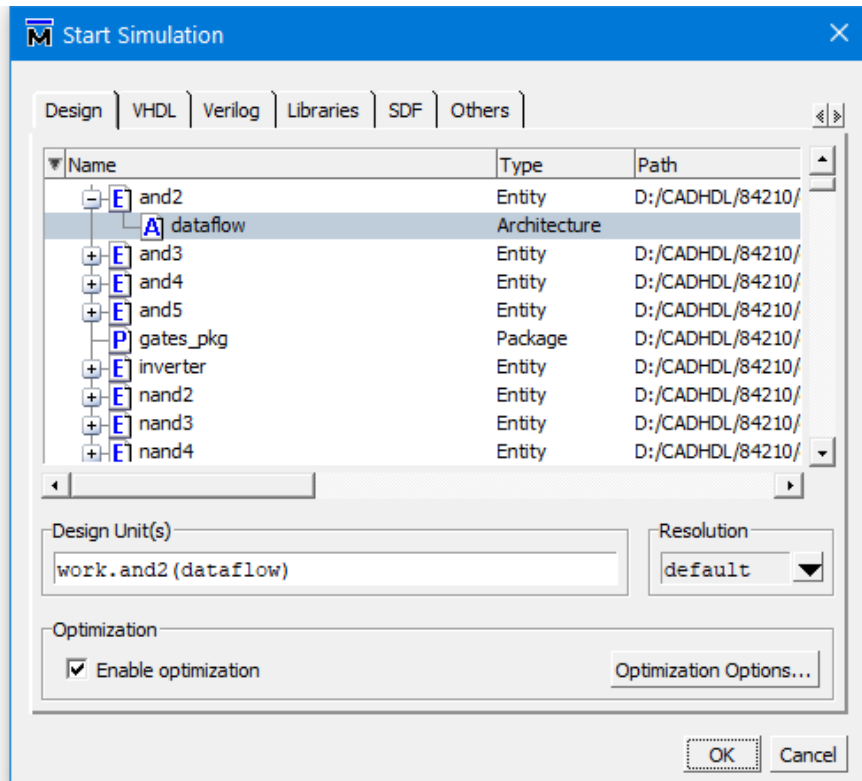 M Start Simulation
Design VHDL Verilog Libraries SDF Others
Name Type Path
E and2 Entity D:/CADHDL/84210/
A dataflow Architecture
E and3 Entity D:/CADHDL/84210/
E and4 Entity D:/CADHDL/84210/
E and5 Entity D:/CADHDL/84210/
P gates_pkg Package D:/CADHDL/84210/
E inverter Entity D:/CADHDL/84210/
E nand2 Entity D:/CADHDL/84210/
E nand3 Entity D:/CADHDL/84210/
E nand4 Entity D:/CADHDL/84210/
Design Unit(s) Resolution
work.and2(dataflow) default
Optimization
Enable optimization Optimization Options...
OK Cancel